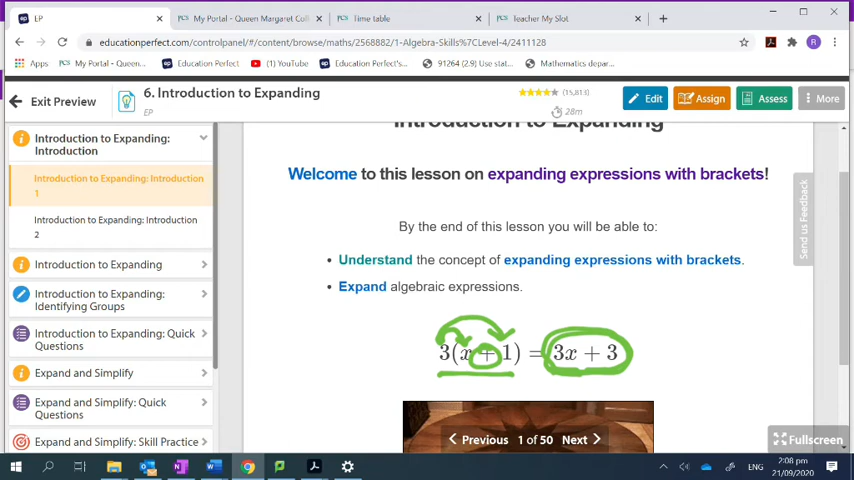 EP
My Portal - Queen Margaret Coll
Time table
Teacher My Slot
educationperfect.com/controlpanel/#/content/browse/maths/2568882/1-Algebra-Skills%7CLevel-4/2411128
R
Apps
My Portal - Queen...
Education Perfect
(1) YouTube
Education Perfect's...
91264 (2.9) Use stat...
Mathematics depar...
Exit Preview
6. Introduction to Expanding
EP
(15,813)
28m
Edit
Assign
Assess
More
Introduction to Expanding:
Introduction
Introduction to Expanding: Introduction
1
Introduction to Expanding: Introduction
2
Introduction to Expanding
Introduction to Expanding:
Identifying Groups
Introduction to Expanding: Quick
Questions
Expand and Simplify
Expand and Simplify: Quick
Questions
Expand and Simplify: Skill Practice
Introduction to Expanding
Welcome to this lesson on expanding expressions with brackets!
By the end of this lesson you will be able to:
• Understand the concept of expanding expressions with brackets.
• Expand algebraic expressions.
3(x + 1) = 3x + 3
Previous 1 of 50 Next
Send us Feedback
Fullscreen
ENG
2:08 pm
21/09/2020